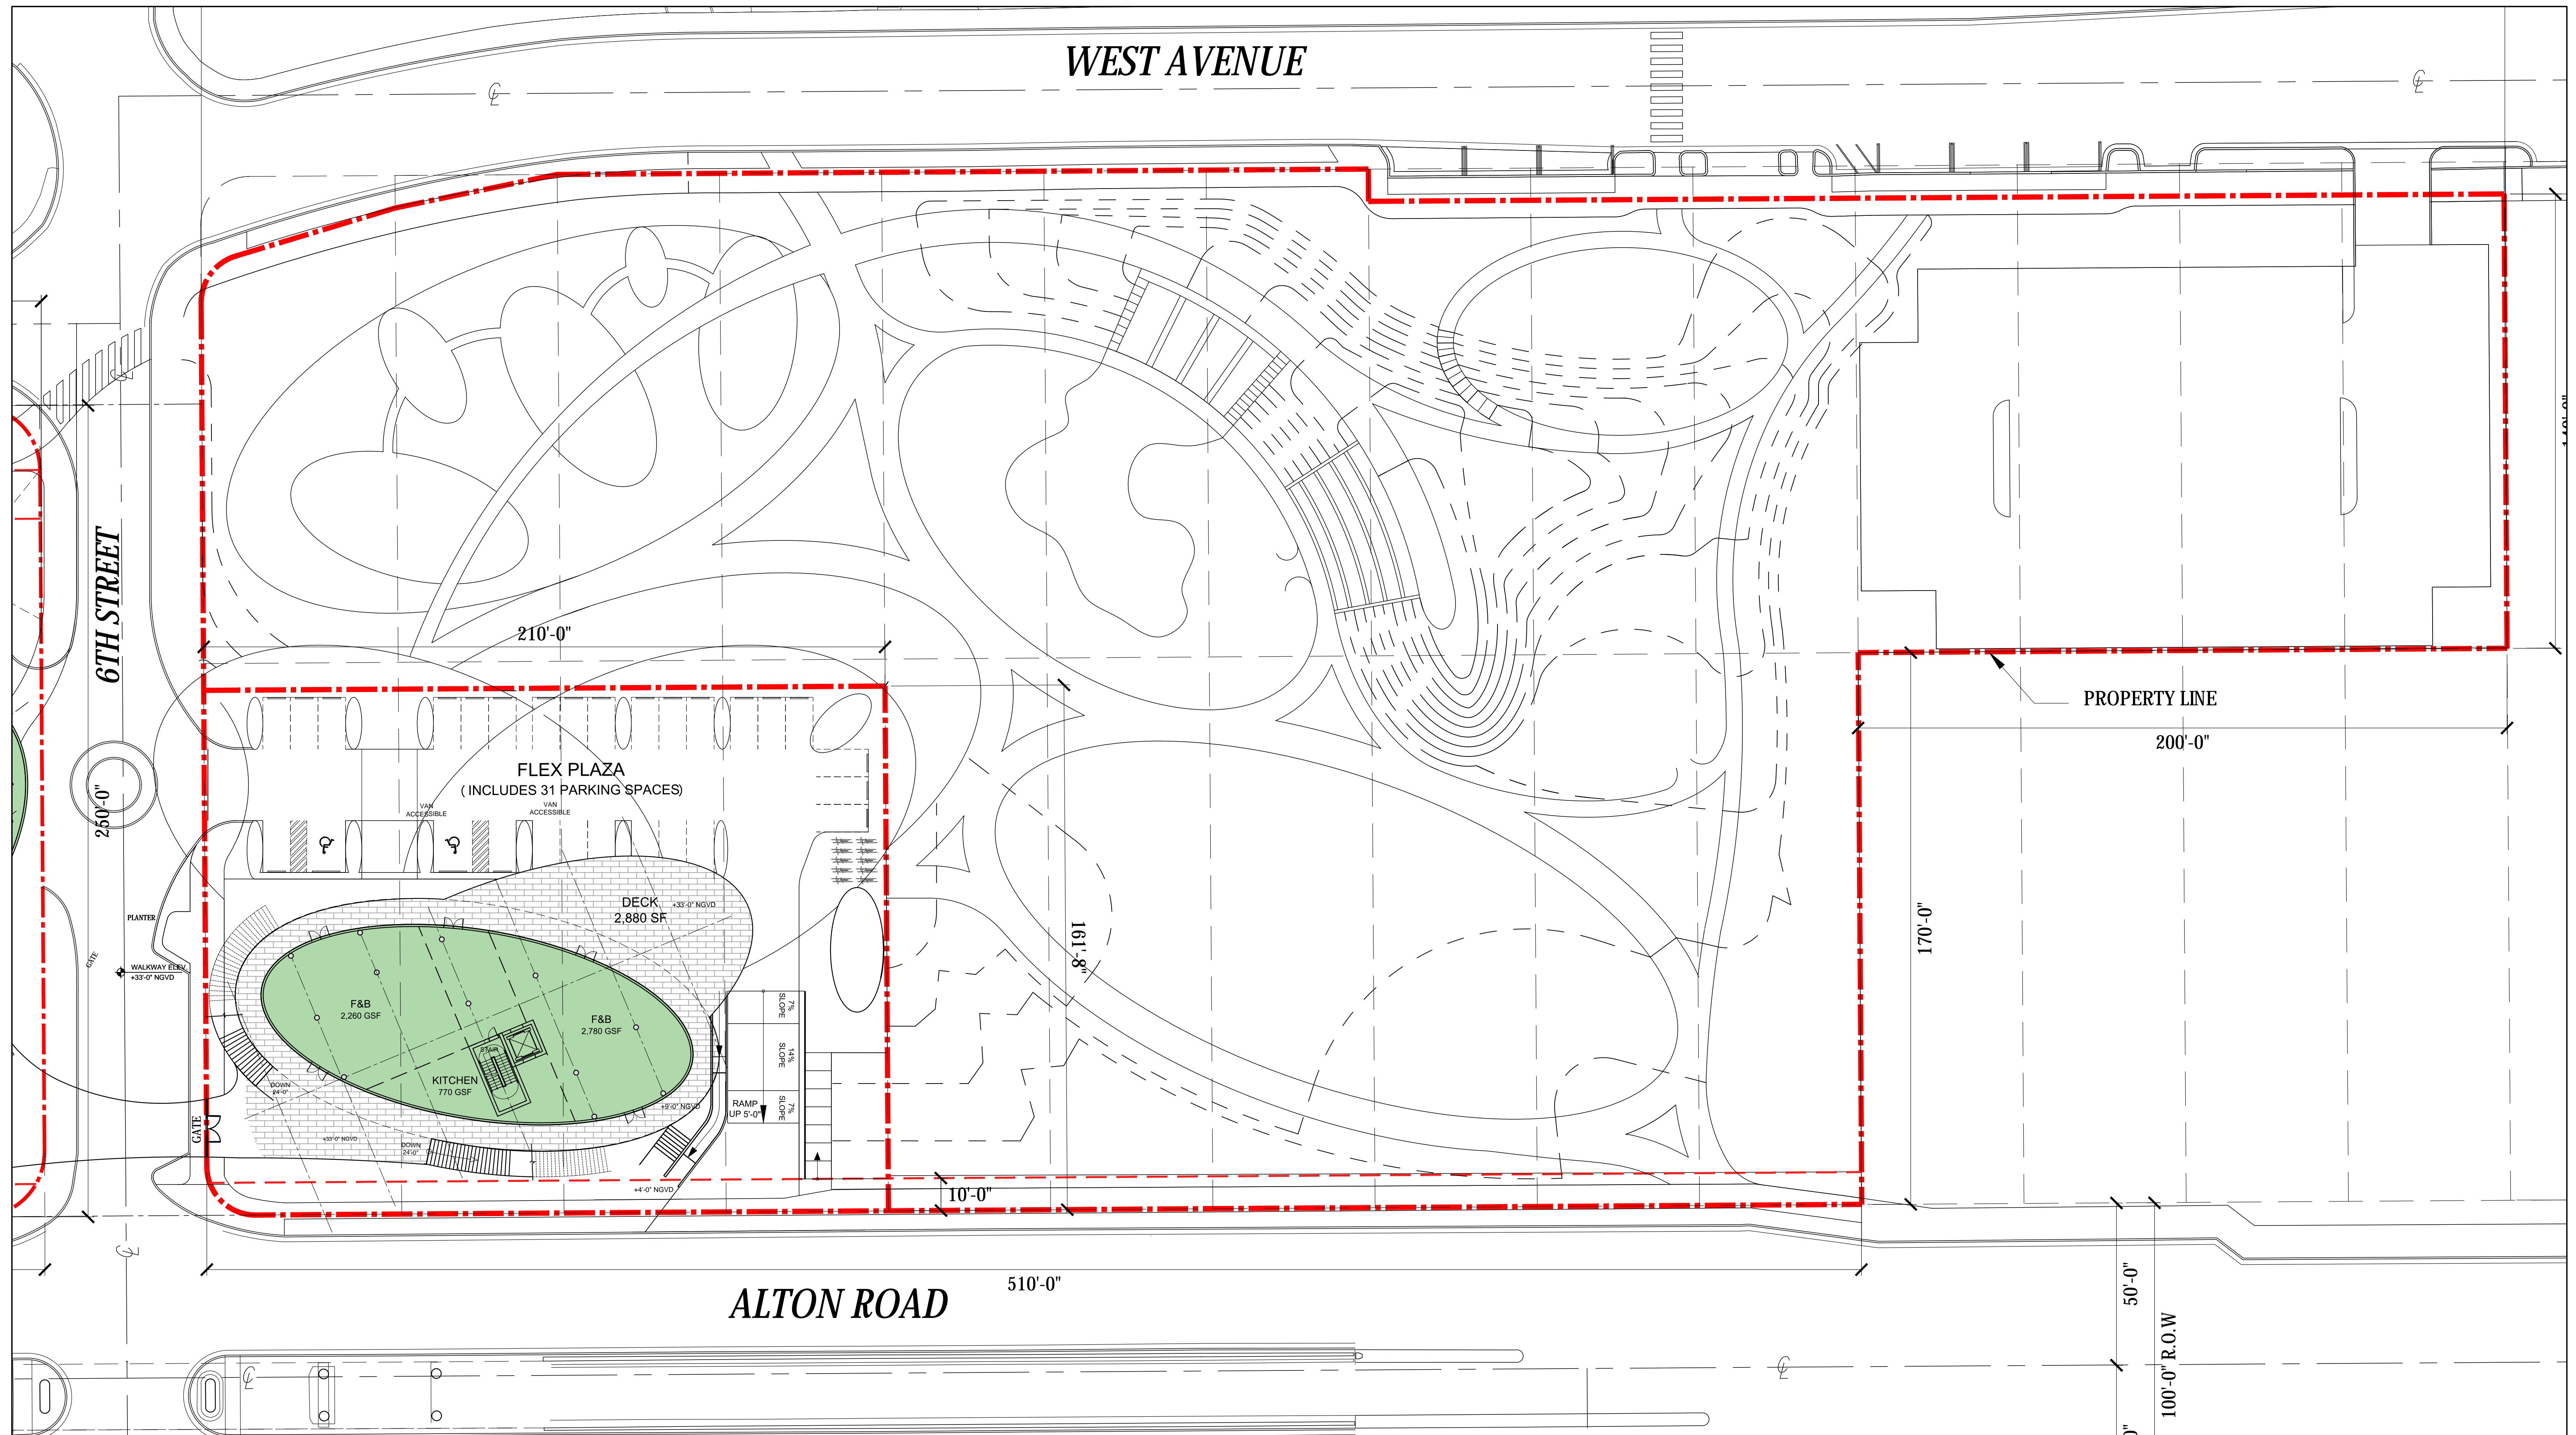 WEST AVENUE
℄
℄
℄
6TH STREET
250'-0"
210'-0"
PROPERTY LINE
200'-0"
FLEX PLAZA
( INCLUDES 31 PARKING SPACES)
VAN
ACCESSIBLE
VAN
ACCESSIBLE
DECK
2,880 SF
+33'-0" NGVD
161'-8"
170'-0"
PLANTER
GATE
WALKWAY ELEV.
+33'-0" NGVD
F&B
2,260 GSF
F&B
2,780 GSF
STAIR
KITCHEN
770 GSF
DOWN
24'-0"
7%
SLOPE
14%
SLOPE
7%
SLOPE
RAMP
UP 5'-0"
+9'-0" NGVD
GATE
+33'-0" NGVD
DOWN
24'-0"
+4'-0" NGVD
10'-0"
℄
510'-0"
ALTON ROAD
50'-0"
100'-0" R.O.W
℄
℄